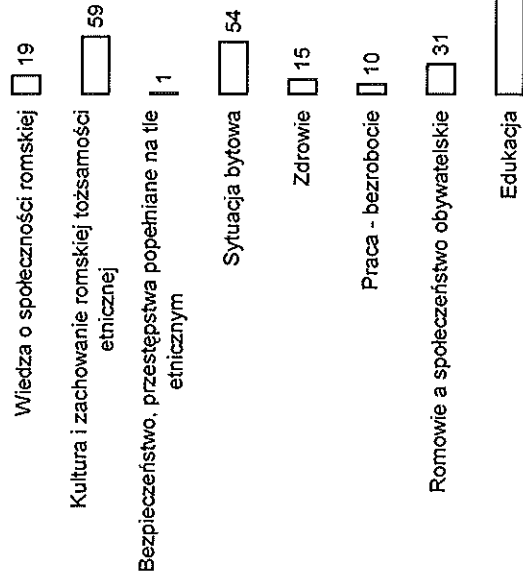 Wiedza o społeczności romskiej 19
Kultura i zachowanie romskiej tożsamości
etnicznej 59
Bezpieczeństwo, przestępstwa popełniane na tle
etnicznym 1
Sytuacja bytowa 54
Zdrowie 15
Praca - bezrobocie 10
Romowie a społeczeństwo obywatelskie 31
Edukacja